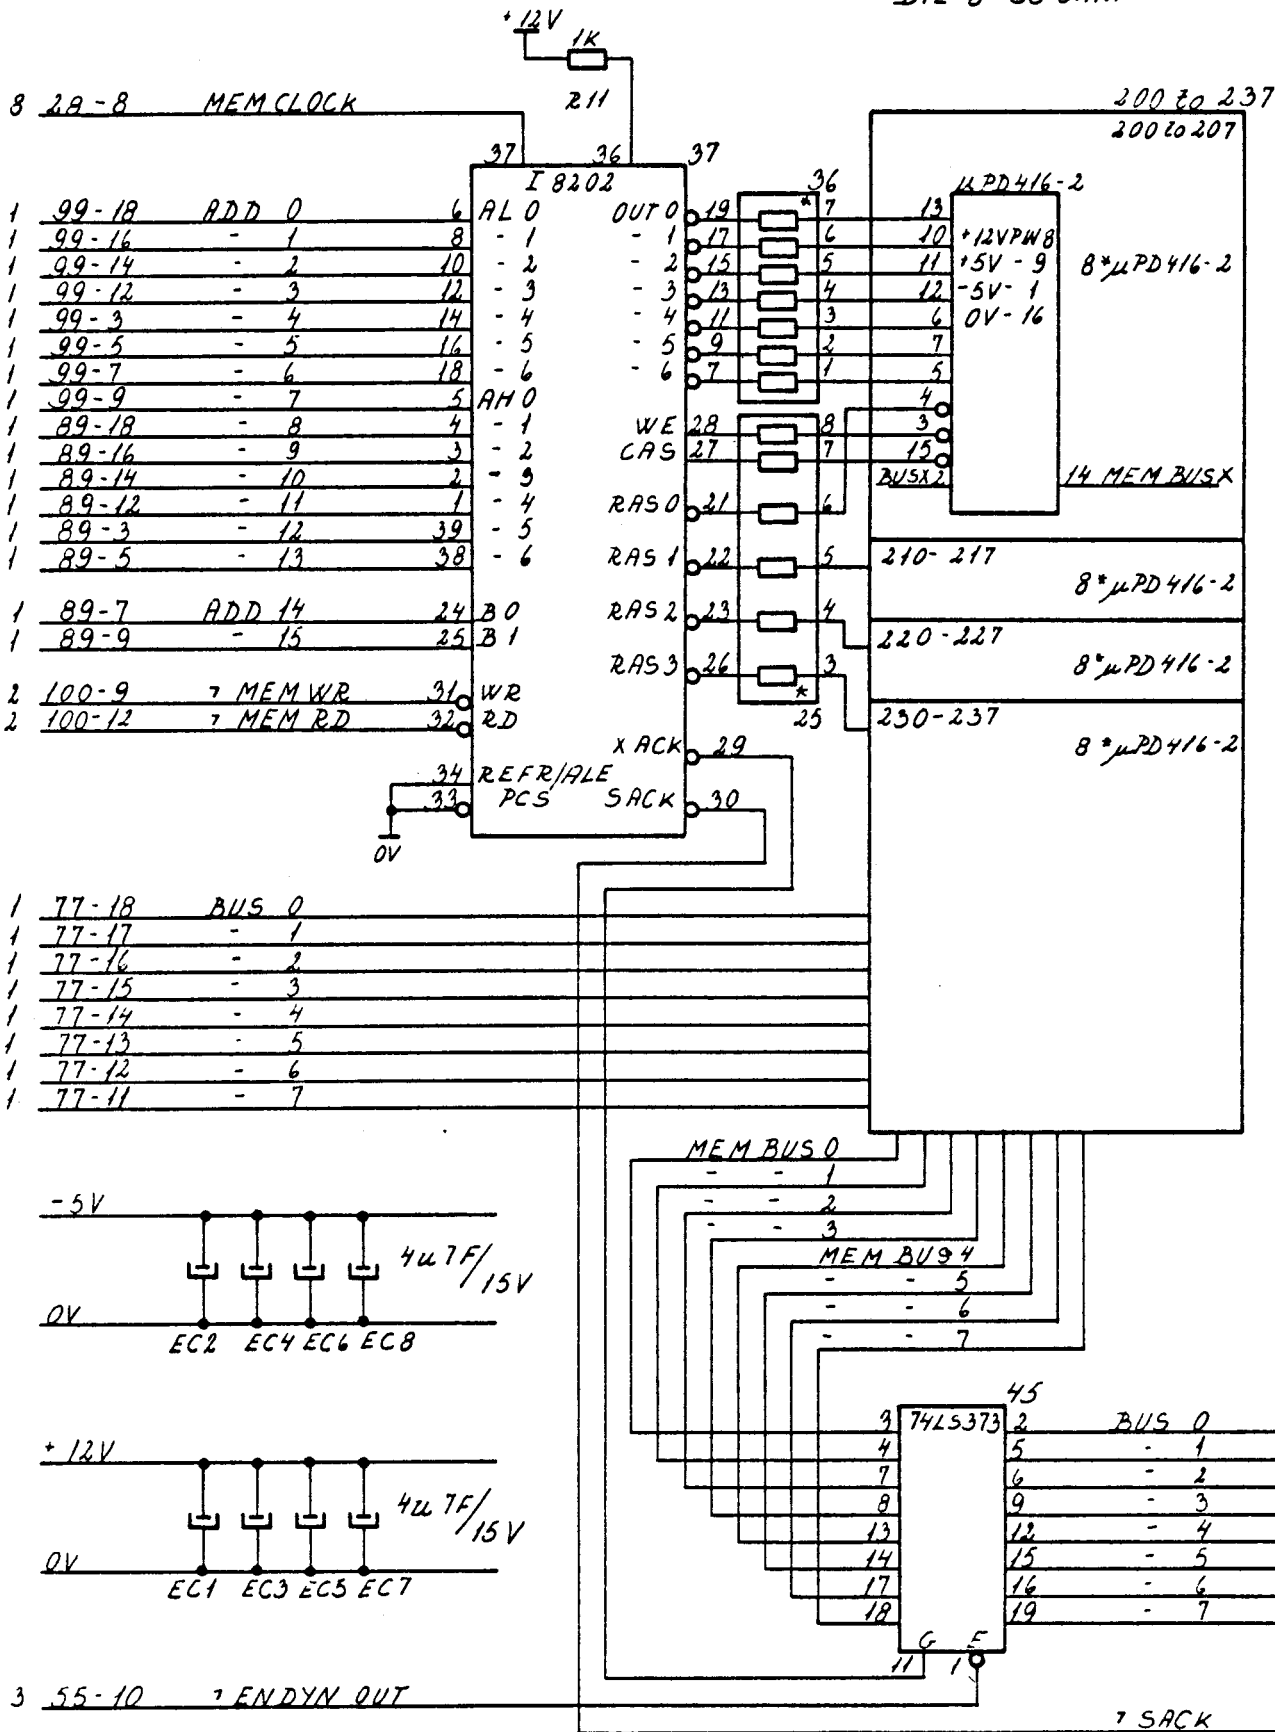 +12V
1K
R11
8 2A-8 MEM CLOCK
200 to 237
200 to 207
37 36 37
I 8202
36
µPD416-2
1 99-18 ADD 0 6 AL 0 OUT 0 19 * 7 13
1 99-16 - 1 8 - 1 - 1 17 6 10 +12VPW8
1 99-14 - 2 10 - 2 - 2 15 5 11 +5V - 9 8*µPD416-2
1 99-12 - 3 12 - 3 - 3 13 4 12 -5V - 1
1 99-3 - 4 14 - 4 - 4 11 3 6 0V - 16
1 99-5 - 5 16 - 5 - 5 9 2 7
1 99-7 - 6 18 - 6 - 6 7 1 5
1 99-9 - 7 5 AH 0 4
1 89-18 - 8 4 - 1 WE 28 8 3
1 89-16 - 9 3 - 2 CAS 27 7 15
1 89-14 - 10 2 - 3 BUSX 2 14 MEM BUSX
1 89-12 - 11 1 - 4 RAS 0 21 6
1 89-3 - 12 39 - 5
1 89-5 - 13 38 - 6 RAS 1 22 5 210-217
8*µPD416-2
1 89-7 ADD 14 24 B 0 RAS 2 23 4
1 89-9 - 15 25 B 1 220-227
RAS 3 26 3 8*µPD416-2
2 100-9 ¬ MEM WR 31 WR *
2 100-12 ¬ MEM RD 32 RD 25 230-237
X ACK 29 8*µPD416-2
34 REFR/ALE
33 PCS SACK 30
0V
1 77-18 BUS 0
1 77-17 - 1
1 77-16 - 2
1 77-15 - 3
1 77-14 - 4
1 77-13 - 5
1 77-12 - 6
1 77-11 - 7
MEM BUS 0
- - 1
- - 2
- - 3
MEM BUS 4
- - 5
- - 6
- - 7
-5V
4u7F/15V
0V
EC2 EC4 EC6 EC8
45
3 74LS373 2 BUS 0
4 5 - 1
7 6 - 2
8 9 - 3
13 12 - 4
14 15 - 5
17 16 - 6
18 19 - 7
G E
11 1
+12V
4u7F/15V
0V
EC1 EC3 EC5 EC7
3 55-10 ¬ ENDYN OUT
¬ SACK